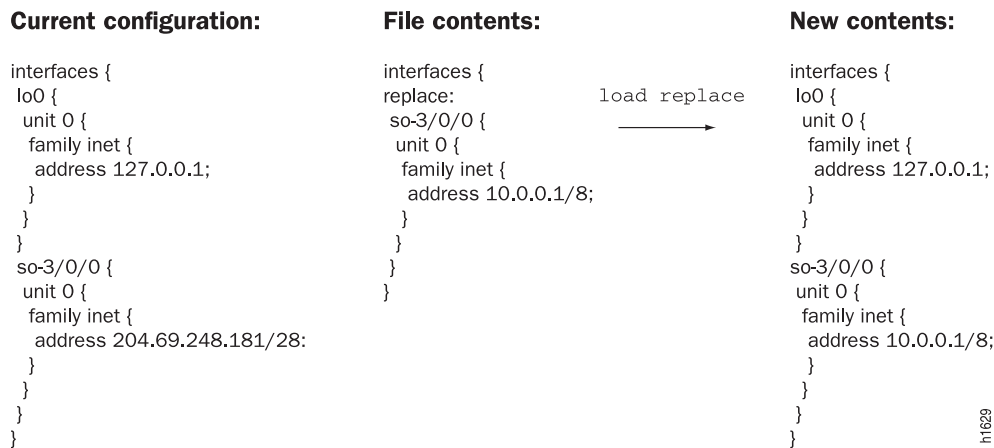 Current configuration:
interfaces {
lo0 {
unit 0 {
family inet {
address 127.0.0.1;
}
}
}
so-3/0/0 {
unit 0 {
family inet {
address 204.69.248.181/28:
}
}
}
}
File contents:
interfaces {
replace:
so-3/0/0 {
unit 0 {
family inet {
address 10.0.0.1/8;
}
}
}
}
load replace
New contents:
interfaces {
lo0 {
unit 0 {
family inet {
address 127.0.0.1;
}
}
}
so-3/0/0 {
unit 0 {
family inet {
address 10.0.0.1/8;
}
}
}
}
h1629